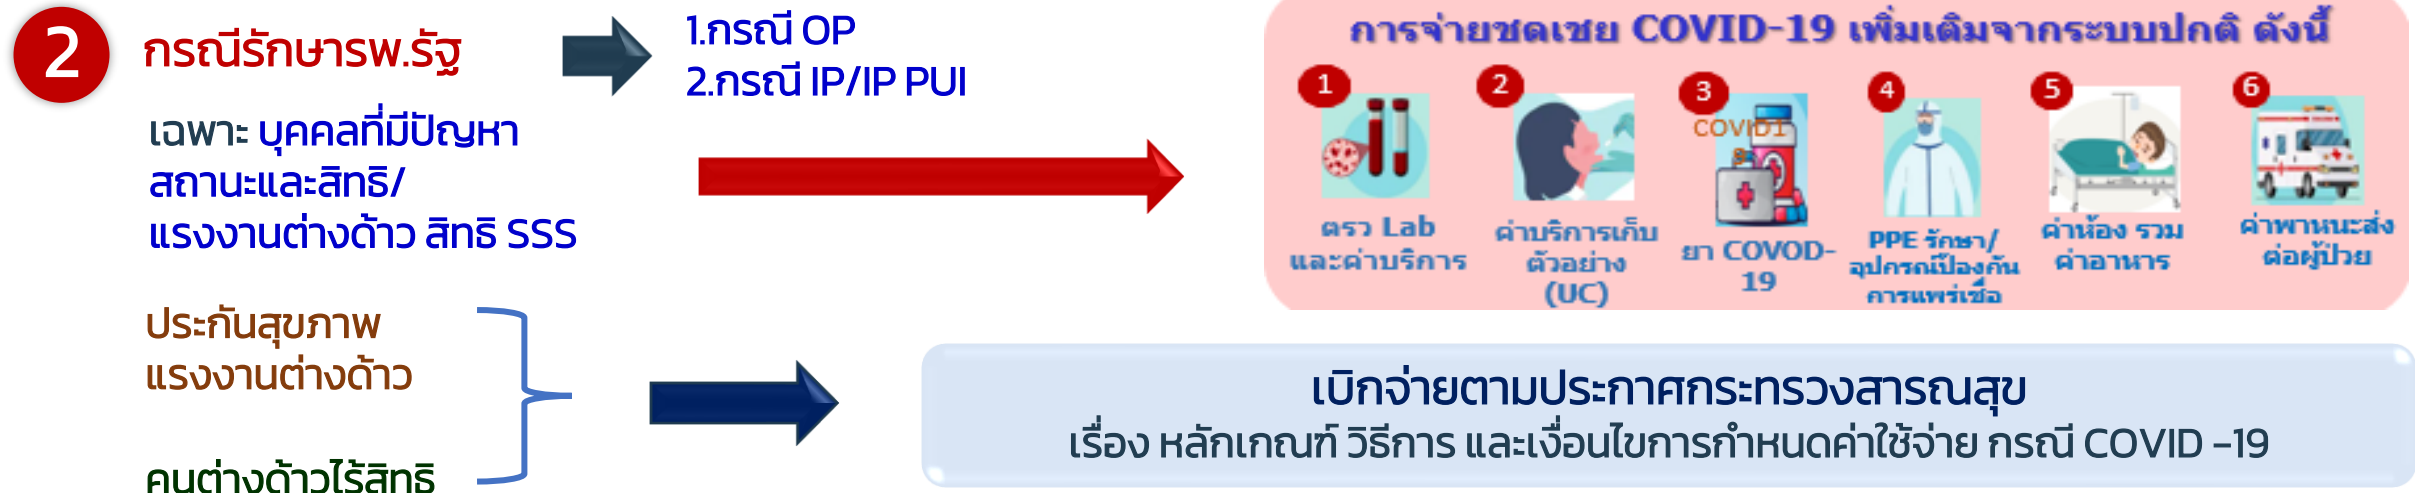 2
กรณีรักษารพ.รัฐ
1.กรณี OP
2.กรณี IP/IP PUI
เฉพาะ บุคคลที่มีปัญหา
สถานะและสิทธิ/
แรงงานต่างด้าว สิทธิ SSS
การจ่ายชดเชย COVID-19 เพิ่มเติมจากระบบปกติ ดังนี้
1
ตรว Lab
และค่าบริการ
2
ค่าบริการเก็บ
ตัวอย่าง
(UC)
3
COVID1
9
ยา COVOD-
19
4
PPE รักษา/
อุปกรณ์ป้องกัน
การแพร่เชื้อ
5
ค่าห้อง รวม
ค่าอาหาร
6
ค่าพาหนะส่ง
ต่อผู้ป่วย
ประกันสุขภาพ
แรงงานต่างด้าว
คนต่างด้าวไร้สิทธิ
เบิกจ่ายตามประกาศกระทรวงสารณสุข
เรื่อง หลักเกณฑ์ วิธีการ และเงื่อนไขการกำหนดค่าใช้จ่าย กรณี COVID –19